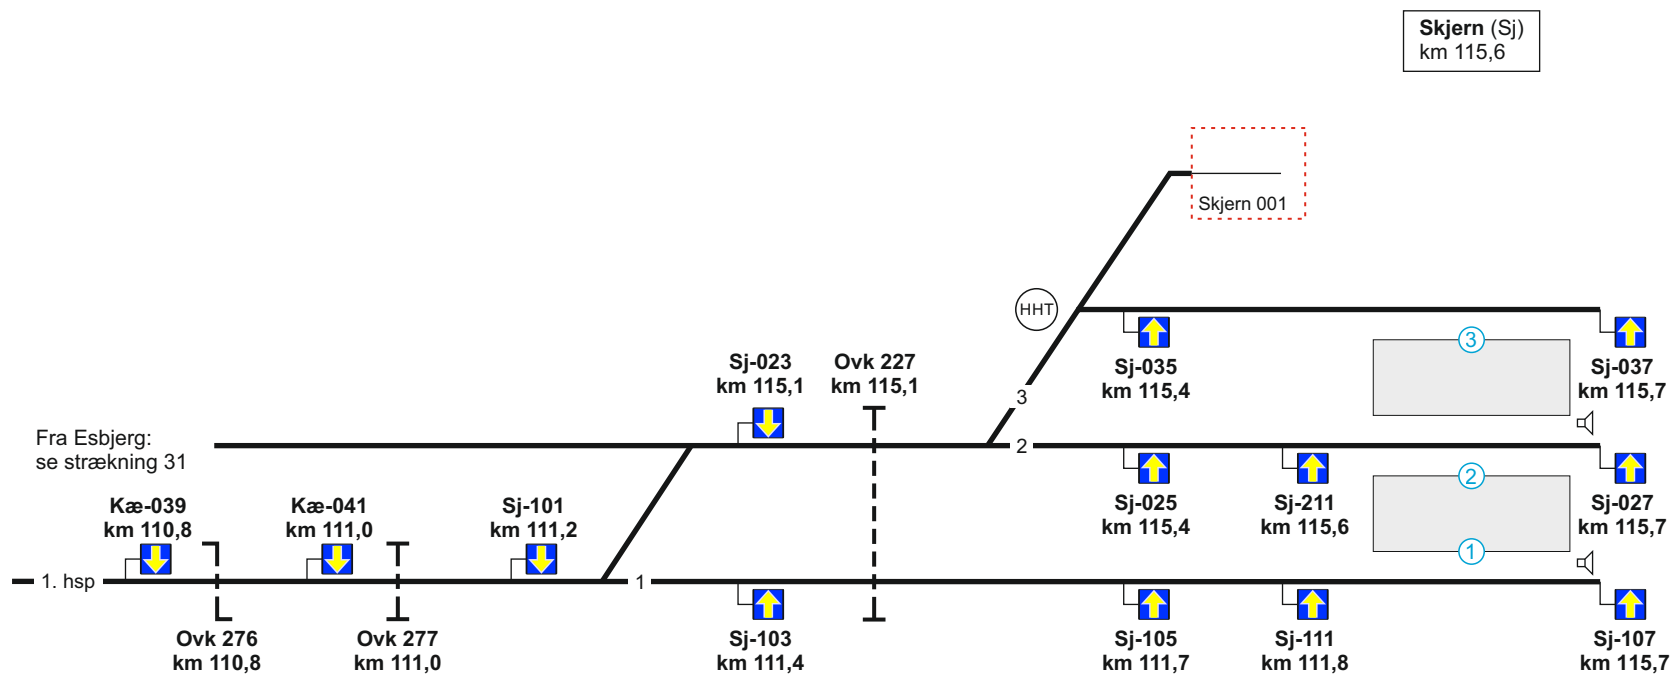 Skjern (Sj)
km 115,6
Skjern 001
HHT
3
Sj-035
km 115,4
3
Sj-037
km 115,7
Sj-023
km 115,1
Ovk 227
km 115,1
Fra Esbjerg:
se strækning 31
2
Sj-025
km 115,4
Sj-211
km 115,6
2
Sj-027
km 115,7
Kæ-039
km 110,8
Kæ-041
km 111,0
Sj-101
km 111,2
1
1. hsp
1
Ovk 276
km 110,8
Ovk 277
km 111,0
Sj-103
km 111,4
Sj-105
km 111,7
Sj-111
km 111,8
Sj-107
km 115,7